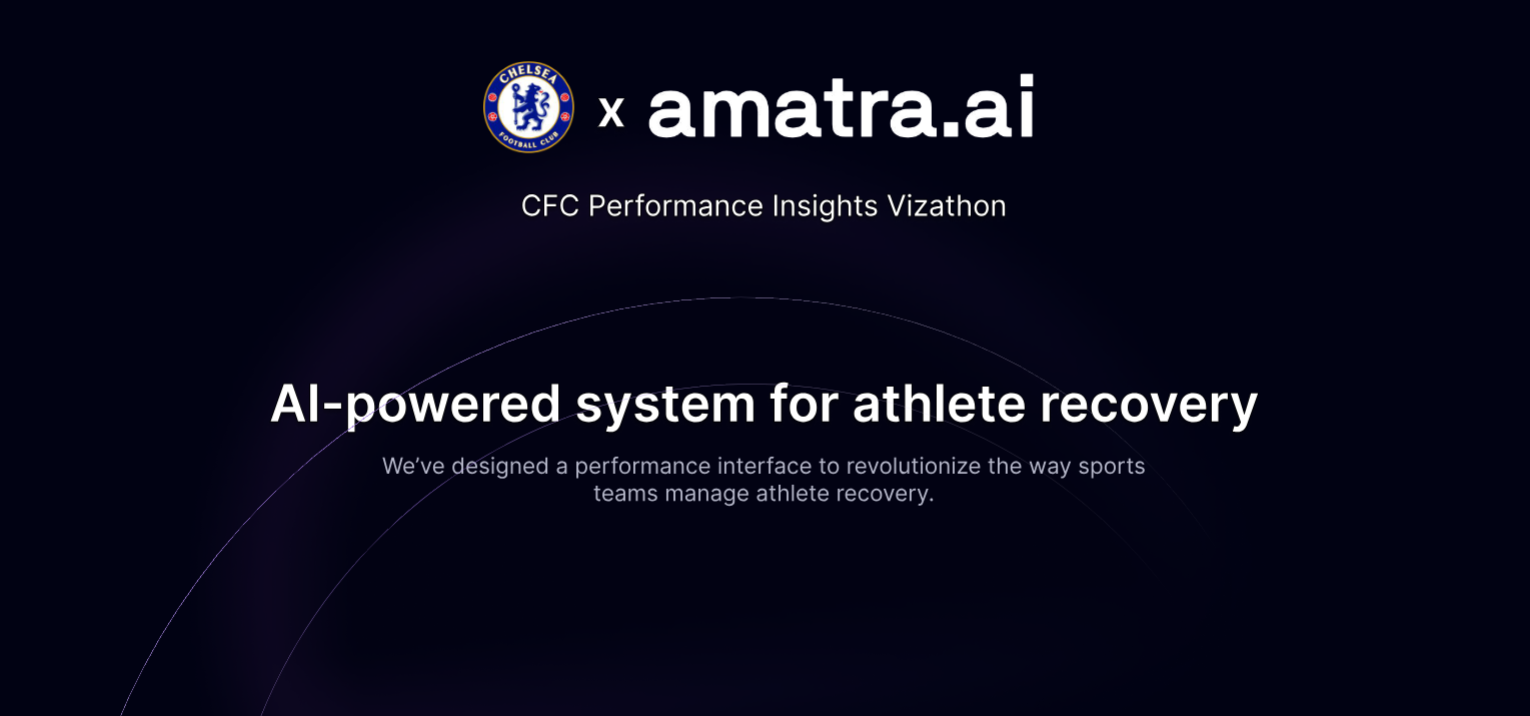 CHELSEA
FOOTBALL CLUB
x amatra.ai
CFC Performance Insights Vizathon
AI-powered system for athlete recovery
We’ve designed a performance interface to revolutionize the way sports
teams manage athlete recovery.